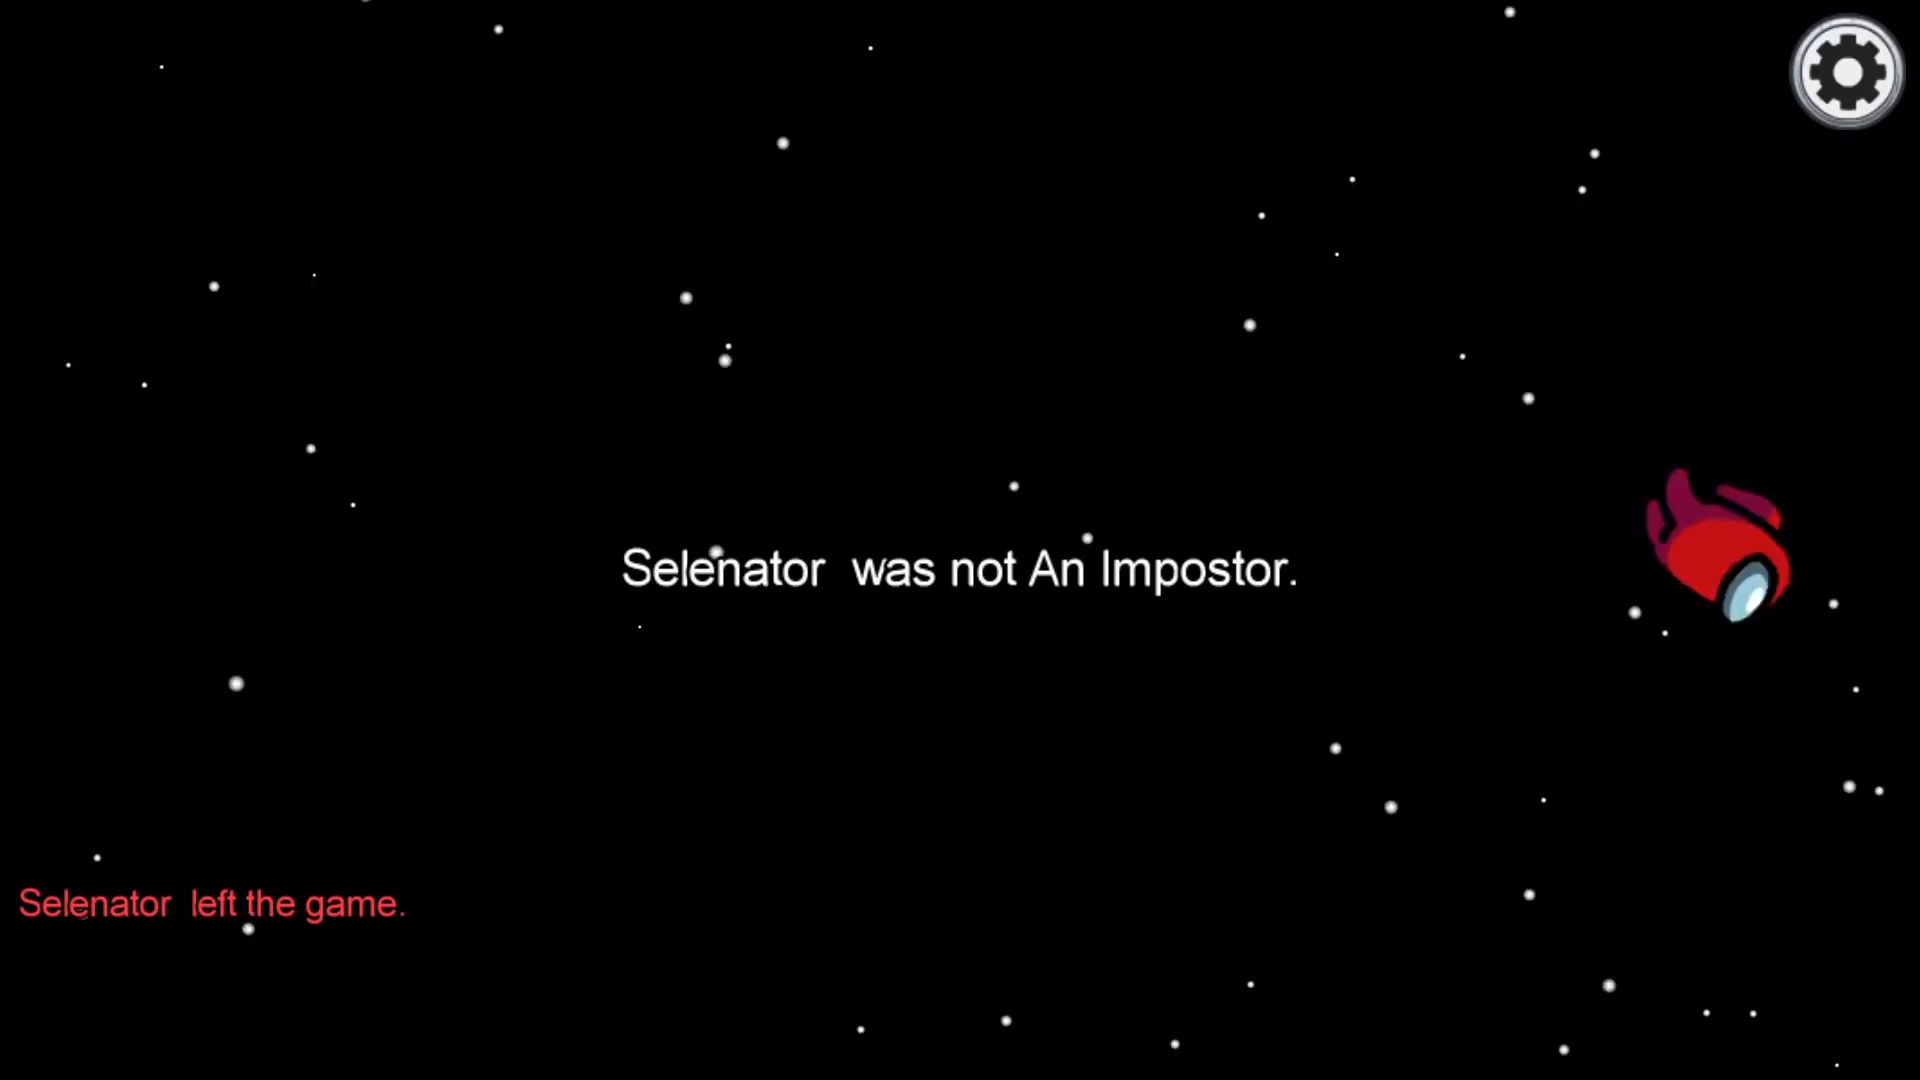 Selenator  was not An Impostor.
Selenator  left the game.